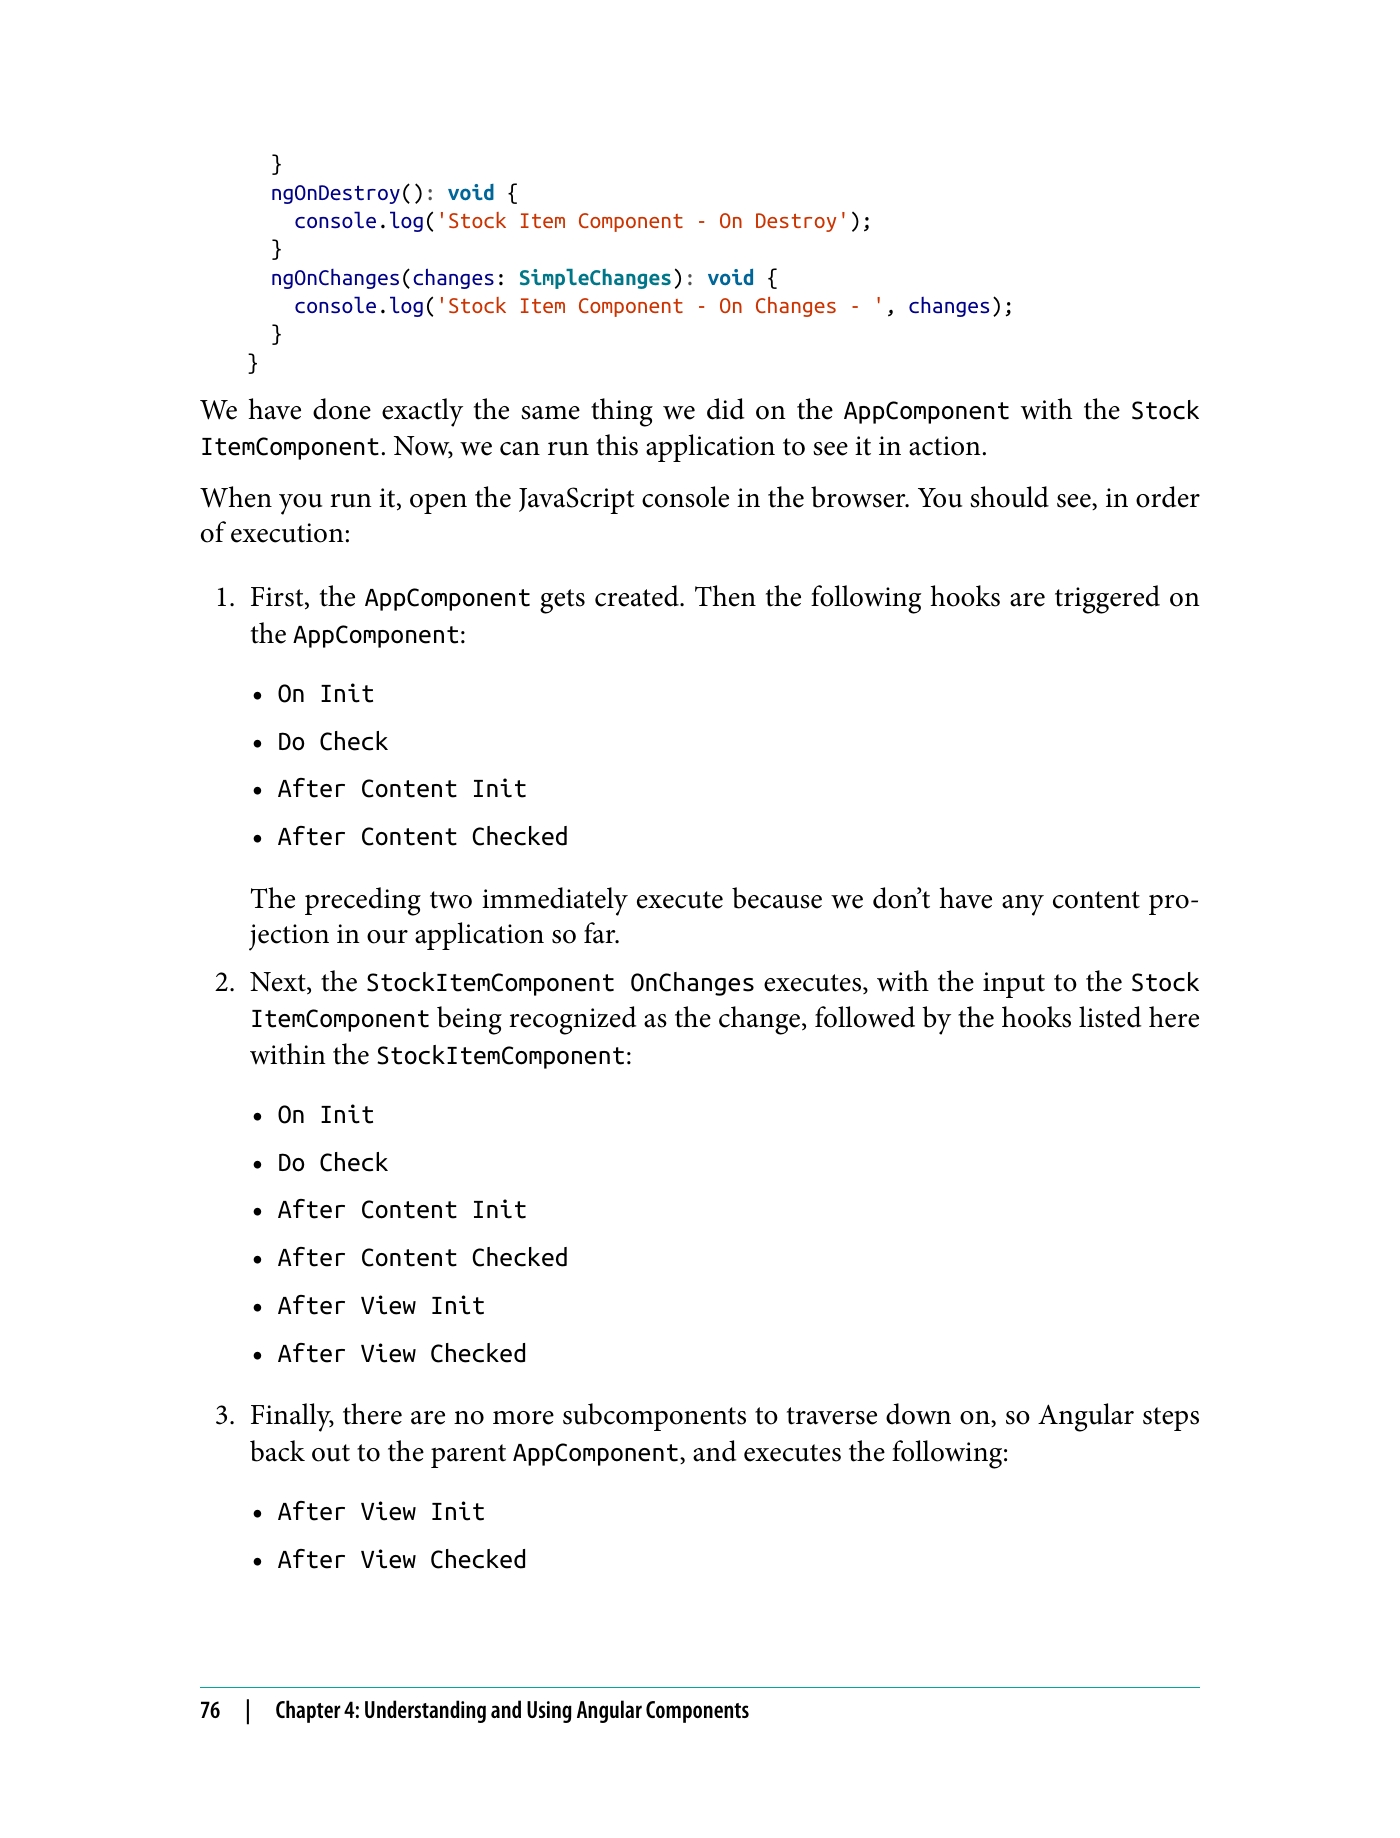 }
ngOnDestroy(): void {
console.log('Stock Item Component - On Destroy');
}
ngOnChanges(changes: SimpleChanges): void {
console.log('Stock Item Component - On Changes - ', changes);
}
}
We have done exactly the same thing we did on the AppComponent with the Stock
ItemComponent. Now, we can run this application to see it in action.
When you run it, open the JavaScript console in the browser. You should see, in order
of execution:
1. First, the AppComponent gets created. Then the following hooks are triggered on
the AppComponent:
• On Init
• Do Check
• After Content Init
• After Content Checked
The preceding two immediately execute because we don’t have any content pro-
jection in our application so far.
2. Next, the StockItemComponent OnChanges executes, with the input to the Stock
ItemComponent being recognized as the change, followed by the hooks listed here
within the StockItemComponent:
• On Init
• Do Check
• After Content Init
• After Content Checked
• After View Init
• After View Checked
3. Finally, there are no more subcomponents to traverse down on, so Angular steps
back out to the parent AppComponent, and executes the following:
• After View Init
• After View Checked
76 | Chapter 4: Understanding and Using Angular Components